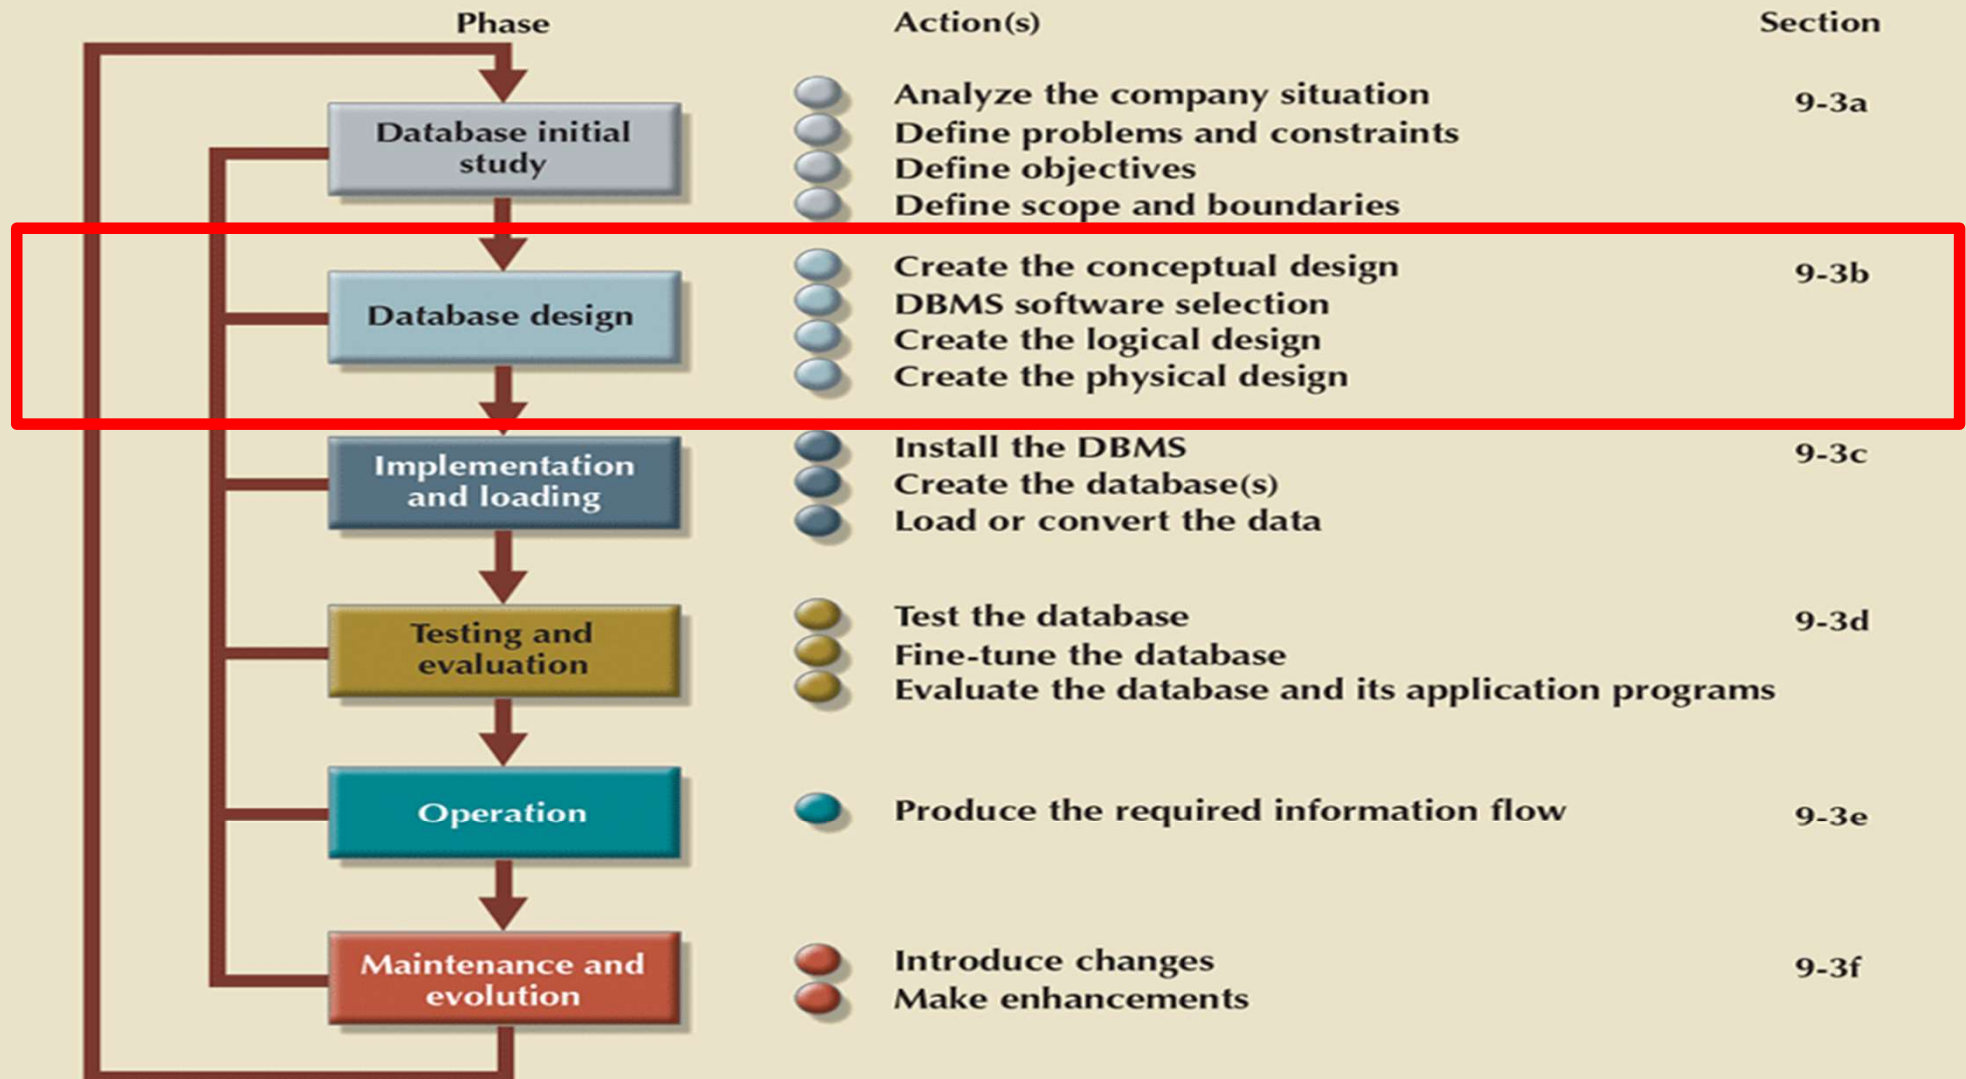 Phase Action(s) Section
Database initial
study
Analyze the company situation 9-3a
Define problems and constraints
Define objectives
Define scope and boundaries
Database design
Create the conceptual design 9-3b
DBMS software selection
Create the logical design
Create the physical design
Implementation
and loading
Install the DBMS 9-3c
Create the database(s)
Load or convert the data
Testing and
evaluation
Test the database 9-3d
Fine-tune the database
Evaluate the database and its application programs
Operation
Produce the required information flow 9-3e
Maintenance and
evolution
Introduce changes 9-3f
Make enhancements